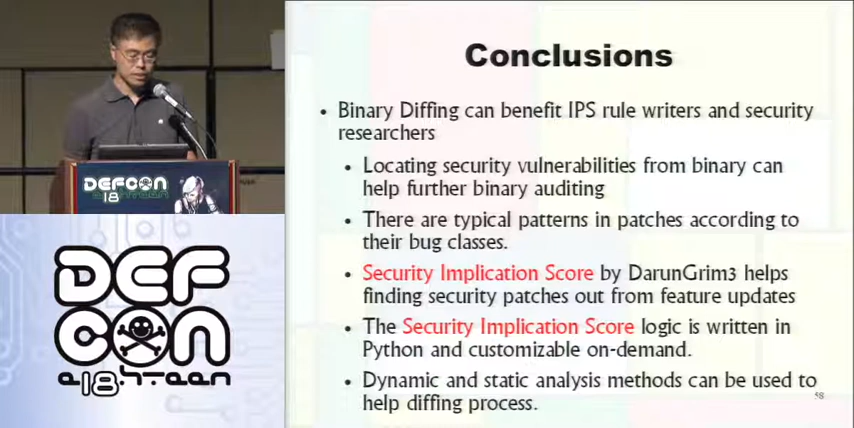 Conclusions
• Binary Diffing can benefit IPS rule writers and security
researchers
• Locating security vulnerabilities from binary can
help further binary auditing
• There are typical patterns in patches according to
their bug classes.
• Security Implication Score by DarunGrim3 helps
finding security patches out from feature updates
• The Security Implication Score logic is written in
Python and customizable on-demand.
• Dynamic and static analysis methods can be used to
help diffing process.
58
DEFCON
18
DEF
CON
e18hteen